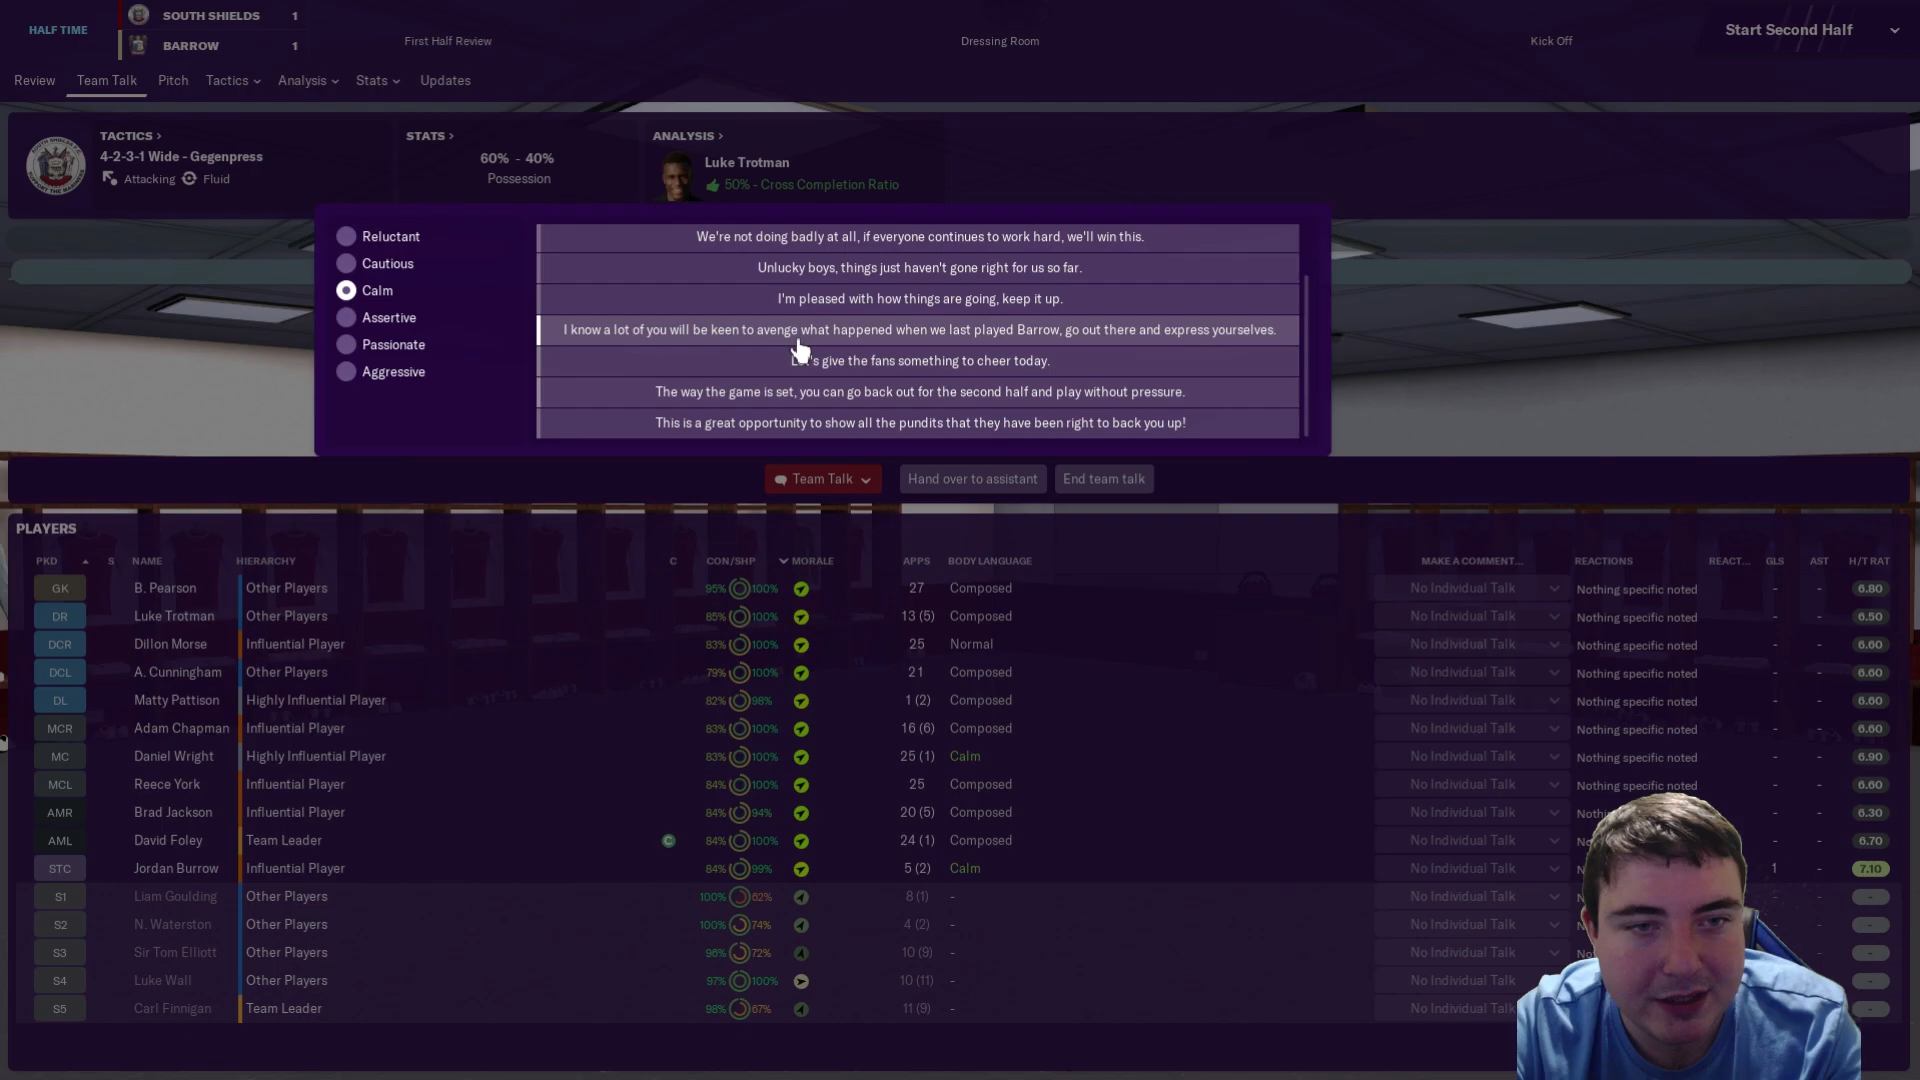 HALF TIME
SOUTH SHIELDS 1
BARROW 1
First Half Review
Dressing Room
Kick Off
Start Second Half
Review Team Talk Pitch Tactics Analysis Stats Updates
TACTICS >
4-2-3-1 Wide - Gegenpress
Attacking Fluid
STATS >
60% - 40%
Possession
ANALYSIS >
Luke Trotman
50% - Cross Completion Ratio
Reluctant
Cautious
Calm
Assertive
Passionate
Aggressive
We're not doing badly at all, if everyone continues to work hard, we'll win this.
Unlucky boys, things just haven't gone right for us so far.
I'm pleased with how things are going, keep it up.
I know a lot of you will be keen to avenge what happened when we last played Barrow, go out there and express yourselves.
give the fans something to cheer today.
The way the game is set, you can go back out for the second half and play without pressure.
This is a great opportunity to show all the pundits that they have been right to back you up!
Team Talk Hand over to assistant End team talk
PLAYERS
PKD S NAME HIERARCHY C CON/SHP MORALE APPS BODY LANGUAGE MAKE A COMMENT... REACTIONS REACT... GLS AST H/T RAT
GK B. Pearson Other Players 95% 100% 27 Composed No Individual Talk Nothing specific noted - - 6.80
DR Luke Trotman Other Players 85% 100% 13 (5) Composed No Individual Talk Nothing specific noted - - 6.50
DCR Dillon Morse Influential Player 83% 100% 25 Normal No Individual Talk Nothing specific noted - - 6.60
DCL A. Cunningham Other Players 79% 100% 21 Composed No Individual Talk Nothing specific noted - - 6.60
DL Matty Pattison Highly Influential Player 82% 98% 1 (2) Composed No Individual Talk Nothing specific noted - - 6.60
MCR Adam Chapman Influential Player 83% 100% 16 (6) Composed No Individual Talk Nothing specific noted - - 6.60
MC Daniel Wright Highly Influential Player 83% 100% 25 (1) Calm No Individual Talk Nothing specific noted - - 6.90
MCL Reece York Influential Player 84% 100% 25 Composed No Individual Talk Nothing specific noted - - 6.60
AMR Brad Jackson Influential Player 84% 94% 20 (5) Composed No Individual Talk - - 6.30
AML David Foley Team Leader C 84% 100% 24 (1) Composed No Individual Talk - 6.70
STC Jordan Burrow Influential Player 84% 99% 5 (2) Calm No Individual Talk 1 - 7.10
S1 Liam Goulding Other Players 100% 62% 8 (1) - No Individual Talk -
S2 N. Waterston Other Players 100% 74% 4 (2) - No Individual Talk -
S3 Sir Tom Elliott Other Players 96% 72% 10 (9) - No Individual Talk -
S4 Luke Wall Other Players 97% 100% 10 (11) - No Individual Talk -
S5 Carl Finnigan Team Leader 98% 67% 11 (9) - No Individual -